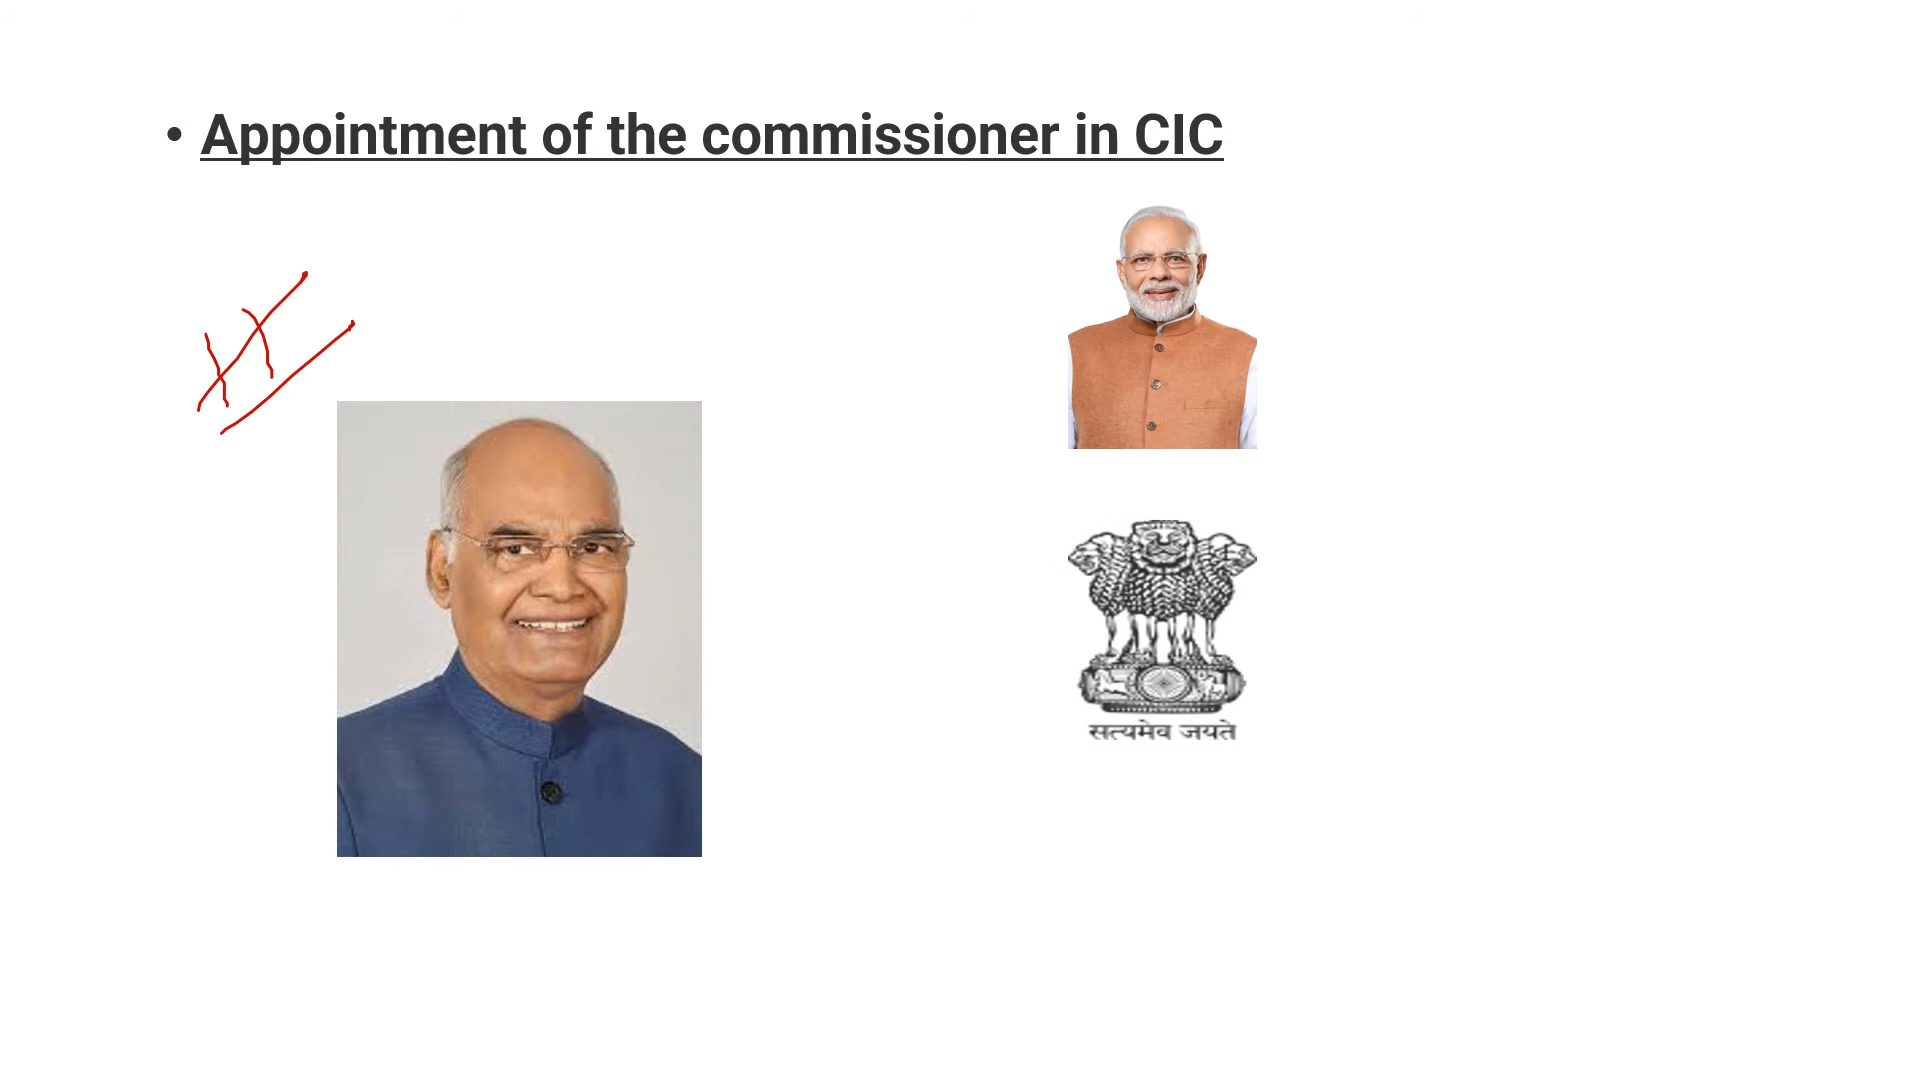 • Appointment of the commissioner in CIC
सत्यमेव जयते